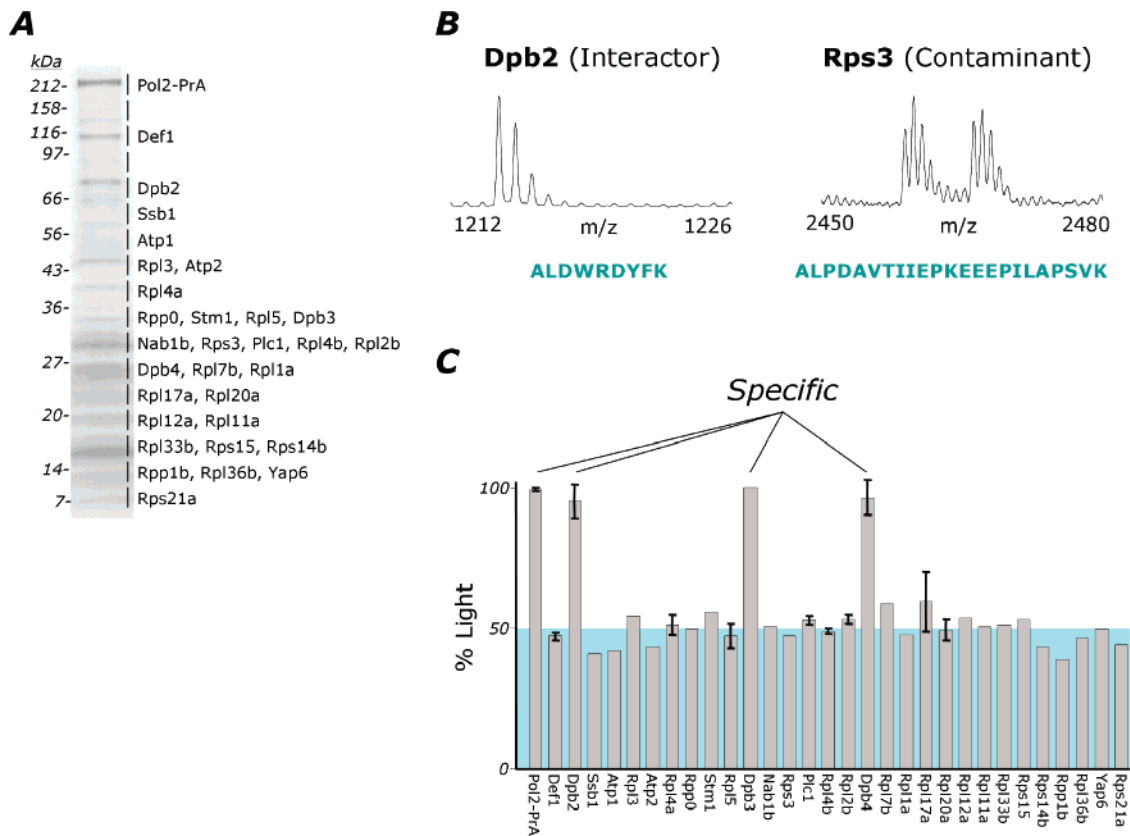 A
kDa
212-
158-
116-
97-
66-
56-
43-
36-
27-
20-
14-
7-
Pol2-PrA
Def1
Dpb2
Ssb1
Atp1
Rpl3, Atp2
Rpl4a
Rpp0, Stm1, Rpl5, Dpb3
Nab1b, Rps3, Plc1, Rpl4b, Rpl2b
Dpb4, Rpl7b, Rpl1a
Rpl17a, Rpl20a
Rpl12a, Rpl11a
Rpl33b, Rps15, Rps14b
Rpp1b, Rpl36b, Yap6
Rps21a
B
Dpb2 (Interactor)
1212 m/z 1226
ALDWRDYFK
Rps3 (Contaminant)
2450 m/z 2480
ALPDAVTIIEPKEEEPILAPSVK
C
Specific
% Light
100
50
0
Pol2-PrA
Def1
Dpb2
Ssb1
Atp1
Rpl3
Atp2
Rpl4a
Rpp0
Stm1
Rpl5
Dpb3
Nab1b
Rps3
Plc1
Rpl4b
Rpl2b
Dpb4
Rpl7b
Rpl1a
Rpl17a
Rpl20a
Rpl12a
Rpl11a
Rpl33b
Rps15
Rps14b
Rpp1b
Rpl36b
Yap6
Rps21a